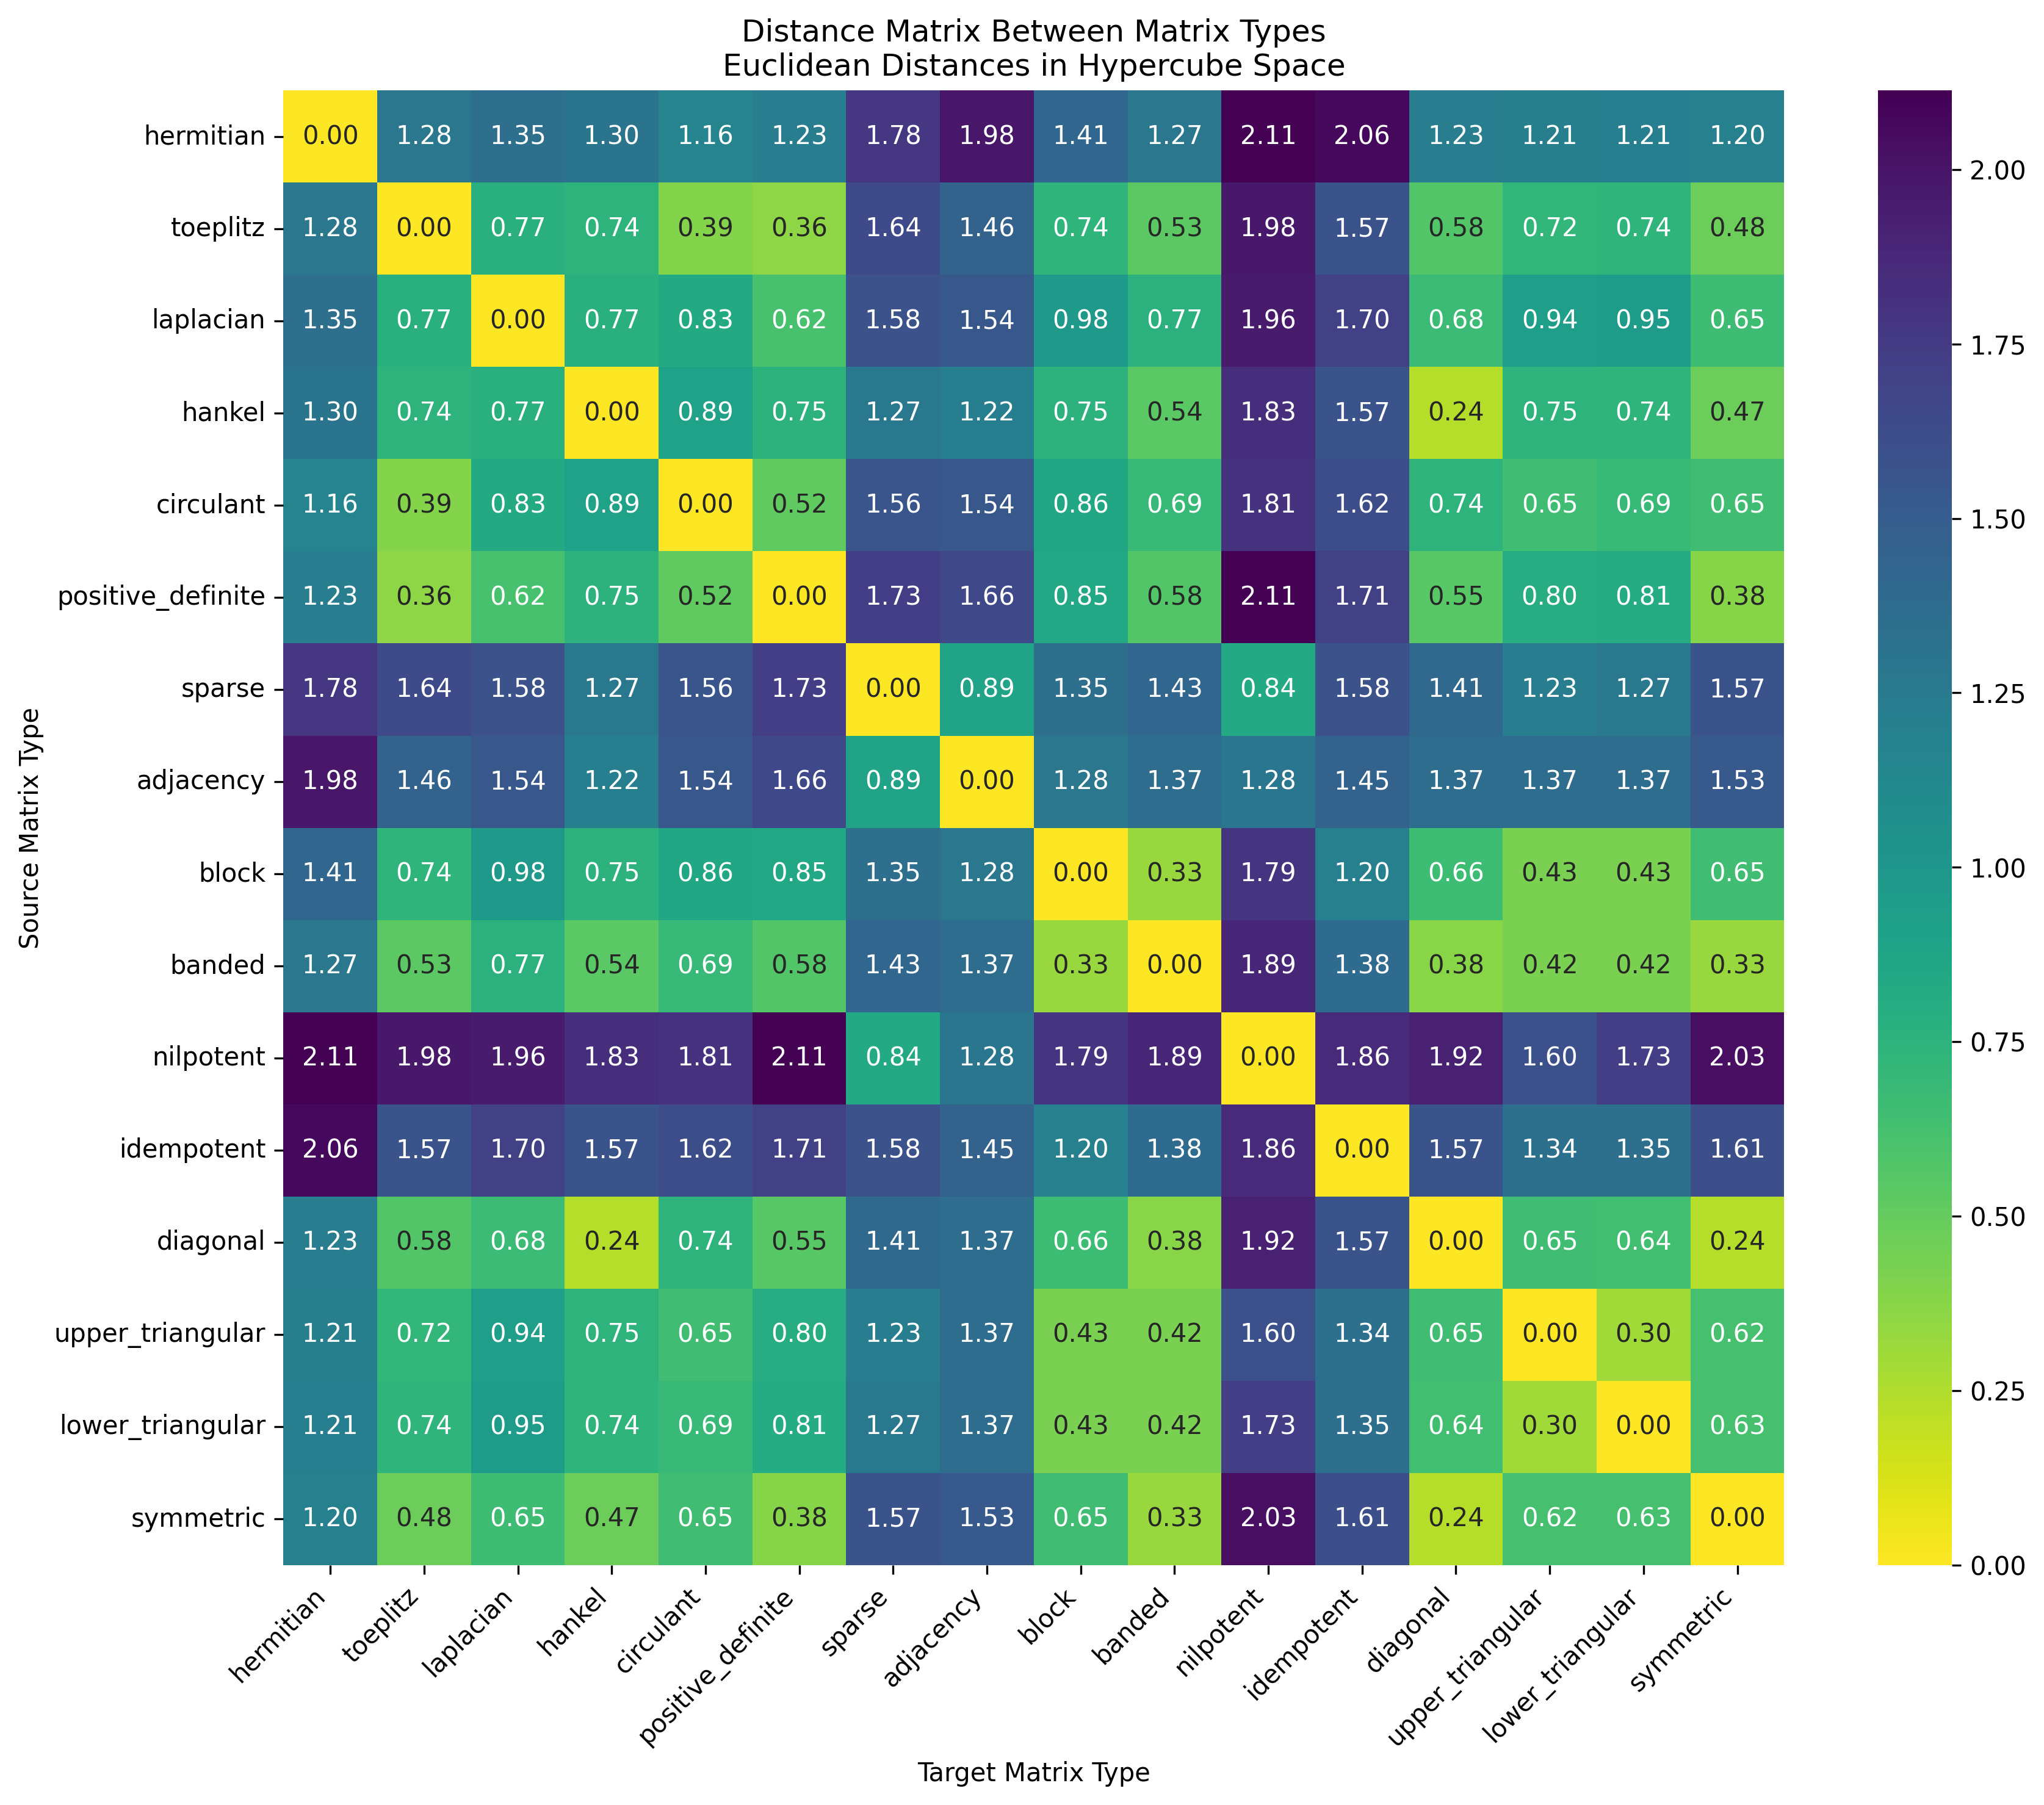 Distance Matrix Between Matrix Types
Euclidean Distances in Hypercube Space
hermitian 0.00 1.28 1.35 1.30 1.16 1.23 1.78 1.98 1.41 1.27 2.11 2.06 1.23 1.21 1.21 1.20
toeplitz 1.28 0.00 0.77 0.74 0.39 0.36 1.64 1.46 0.74 0.53 1.98 1.57 0.58 0.72 0.74 0.48
laplacian 1.35 0.77 0.00 0.77 0.83 0.62 1.58 1.54 0.98 0.77 1.96 1.70 0.68 0.94 0.95 0.65
hankel 1.30 0.74 0.77 0.00 0.89 0.75 1.27 1.22 0.75 0.54 1.83 1.57 0.24 0.75 0.74 0.47
circulant 1.16 0.39 0.83 0.89 0.00 0.52 1.56 1.54 0.86 0.69 1.81 1.62 0.74 0.65 0.69 0.65
positive_definite 1.23 0.36 0.62 0.75 0.52 0.00 1.73 1.66 0.85 0.58 2.11 1.71 0.55 0.80 0.81 0.38
sparse 1.78 1.64 1.58 1.27 1.56 1.73 0.00 0.89 1.35 1.43 0.84 1.58 1.41 1.23 1.27 1.57
adjacency 1.98 1.46 1.54 1.22 1.54 1.66 0.89 0.00 1.28 1.37 1.28 1.45 1.37 1.37 1.37 1.53
block 1.41 0.74 0.98 0.75 0.86 0.85 1.35 1.28 0.00 0.33 1.79 1.20 0.66 0.43 0.43 0.65
banded 1.27 0.53 0.77 0.54 0.69 0.58 1.43 1.37 0.33 0.00 1.89 1.38 0.38 0.42 0.42 0.33
nilpotent 2.11 1.98 1.96 1.83 1.81 2.11 0.84 1.28 1.79 1.89 0.00 1.86 1.92 1.60 1.73 2.03
idempotent 2.06 1.57 1.70 1.57 1.62 1.71 1.58 1.45 1.20 1.38 1.86 0.00 1.57 1.34 1.35 1.61
diagonal 1.23 0.58 0.68 0.24 0.74 0.55 1.41 1.37 0.66 0.38 1.92 1.57 0.00 0.65 0.64 0.24
upper_triangular 1.21 0.72 0.94 0.75 0.65 0.80 1.23 1.37 0.43 0.42 1.60 1.34 0.65 0.00 0.30 0.62
lower_triangular 1.21 0.74 0.95 0.74 0.69 0.81 1.27 1.37 0.43 0.42 1.73 1.35 0.64 0.30 0.00 0.63
symmetric 1.20 0.48 0.65 0.47 0.65 0.38 1.57 1.53 0.65 0.33 2.03 1.61 0.24 0.62 0.63 0.00
hermitian toeplitz laplacian hankel circulant positive_definite sparse adjacency block banded nilpotent idempotent diagonal upper_triangular lower_triangular symmetric
Source Matrix Type
Target Matrix Type
2.00
1.75
1.50
1.25
1.00
0.75
0.50
0.25
0.00